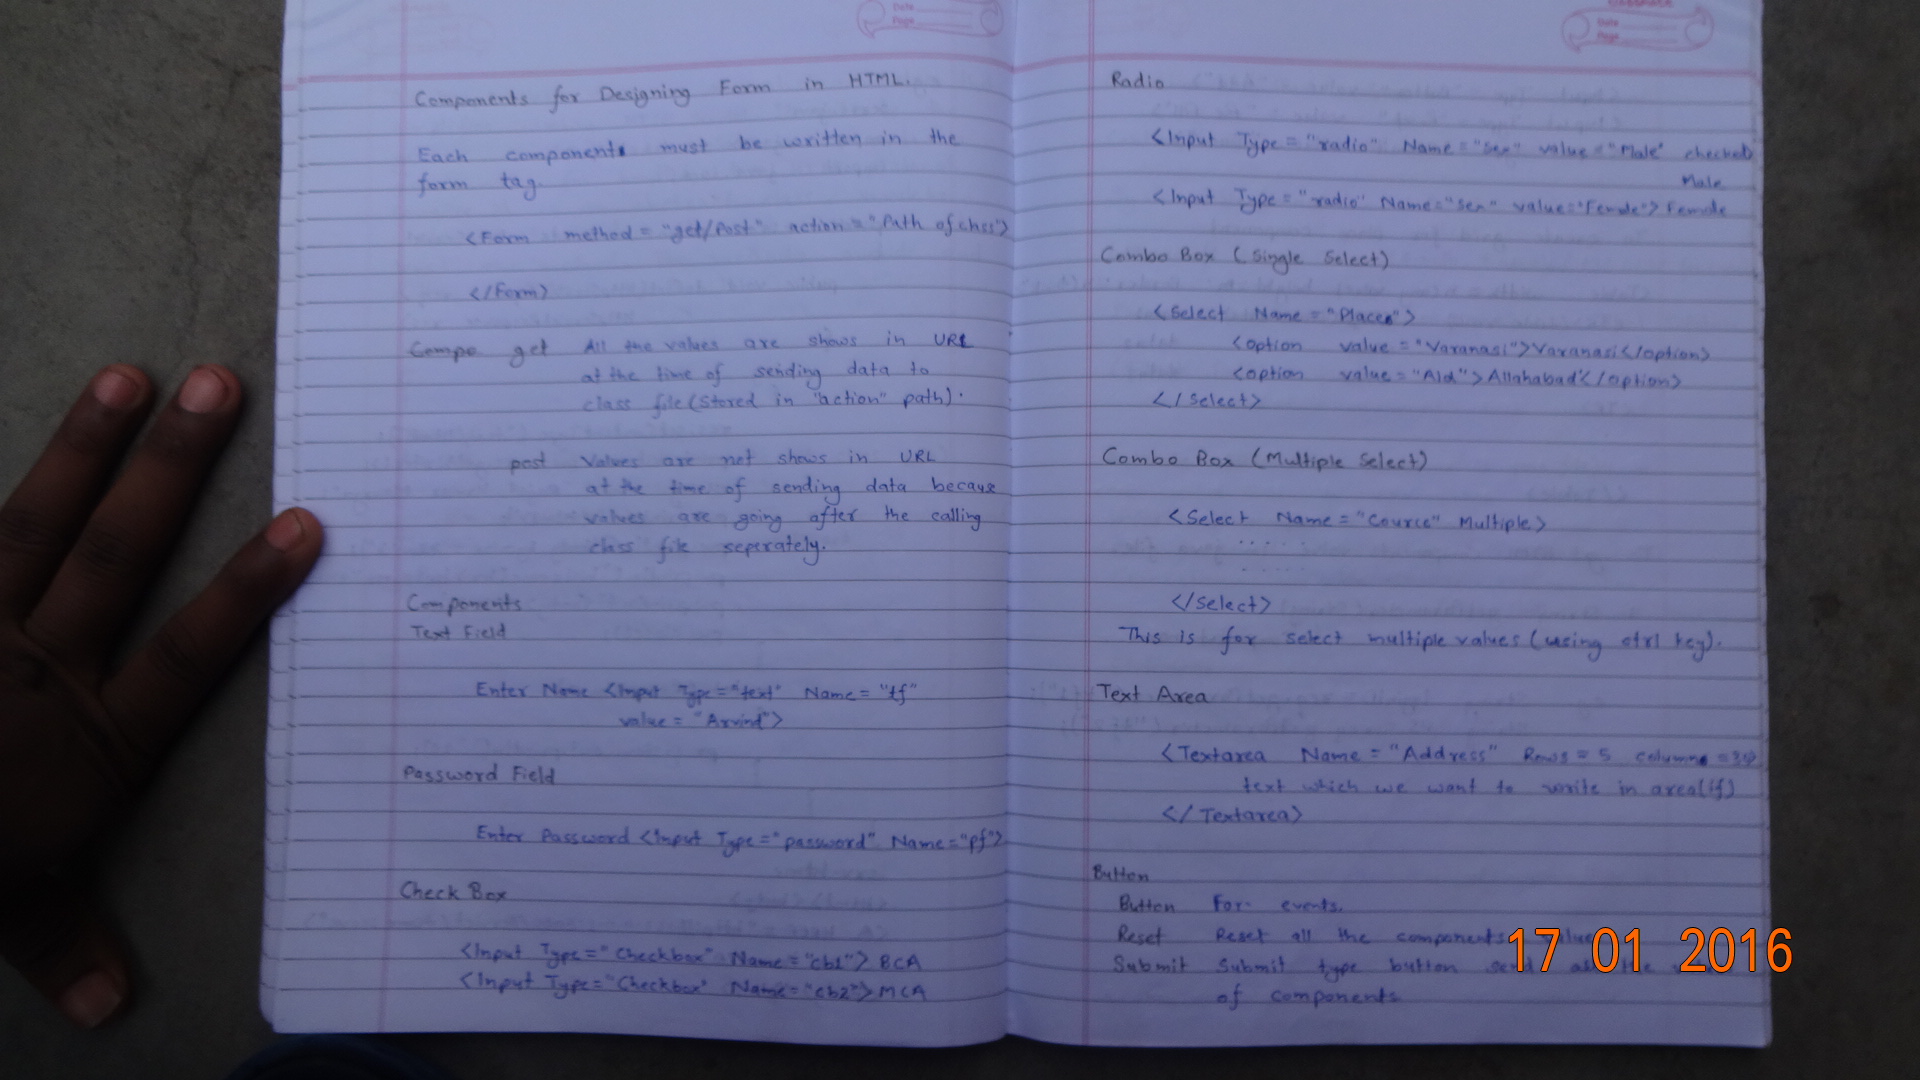 Date
Page
Components for Designing Form in HTML.
Each components must be written in the
form tag.
<Form method = "get/Post" action = "Path of class">
</Form>
Compo get All the values are shows in URL
at the time of sending data to
class file (Stored in "action" path).
post Values are not shows in URL
at the time of sending data because
values are going after the calling
class file seperately.
Components
Text Field
Enter Name <Input Type="text" Name = "tf"
value = "Arvind">
Password Field
Enter Password <Input Type="password" Name="pf">
Check Box
<Input Type="Checkbox" Name="cb1"> BCA
<Input Type="Checkbox" Name="cb2"> MCA
Date
Page
Radio
<Input Type="radio" Name="sex" value="Male" checked>
Male
<Input Type="radio" Name="sex" value="Female"> Female
Combo Box (Single Select)
<Select Name="Places">
<option value="Varanasi">Varanasi</option>
<option value="Ald">Allahabad</option>
</Select>
Combo Box (Multiple Select)
<Select Name="Cource" Multiple>
.....
.....
</Select>
This is for select multiple values (using ctrl key).
Text Area
<Textarea Name="Address" Rows=5 columns=30>
text which we want to write in area(if)
</Textarea>
Button
Button For events.
Reset Reset all the components
Submit Submit type button send the
of components
17 01 2016